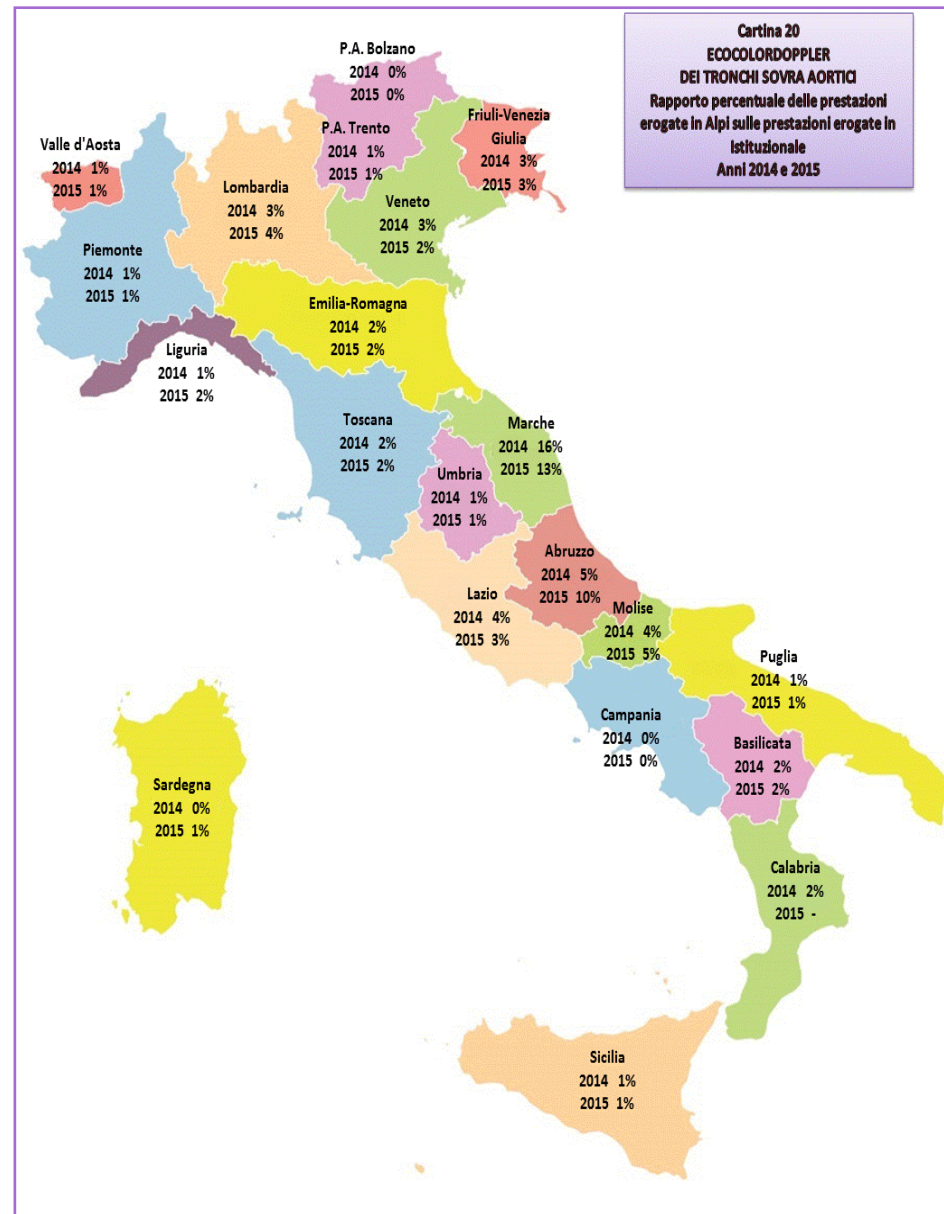 Cartina 20
ECOCOLORDOPPLER
DEI TRONCHI SOVRA AORTICI
Rapporto percentuale delle prestazioni
erogate in Alpi sulle prestazioni erogate in
Istituzionale
Anni 2014 e 2015
P.A. Bolzano
2014 0%
2015 0%
P.A. Trento
2014 1%
2015 1%
Friuli-Venezia
Giulia
2014 3%
2015 3%
Valle d'Aosta
2014 1%
2015 1%
Lombardia
2014 3%
2015 4%
Veneto
2014 3%
2015 2%
Piemonte
2014 1%
2015 1%
Emilia-Romagna
2014 2%
2015 2%
Liguria
2014 1%
2015 2%
Toscana
2014 2%
2015 2%
Marche
2014 16%
2015 13%
Umbria
2014 1%
2015 1%
Abruzzo
2014 5%
2015 10%
Lazio
2014 4%
2015 3%
Molise
2014 4%
2015 5%
Puglia
2014 1%
2015 1%
Campania
2014 0%
2015 0%
Basilicata
2014 2%
2015 2%
Sardegna
2014 0%
2015 1%
Calabria
2014 2%
2015 -
Sicilia
2014 1%
2015 1%